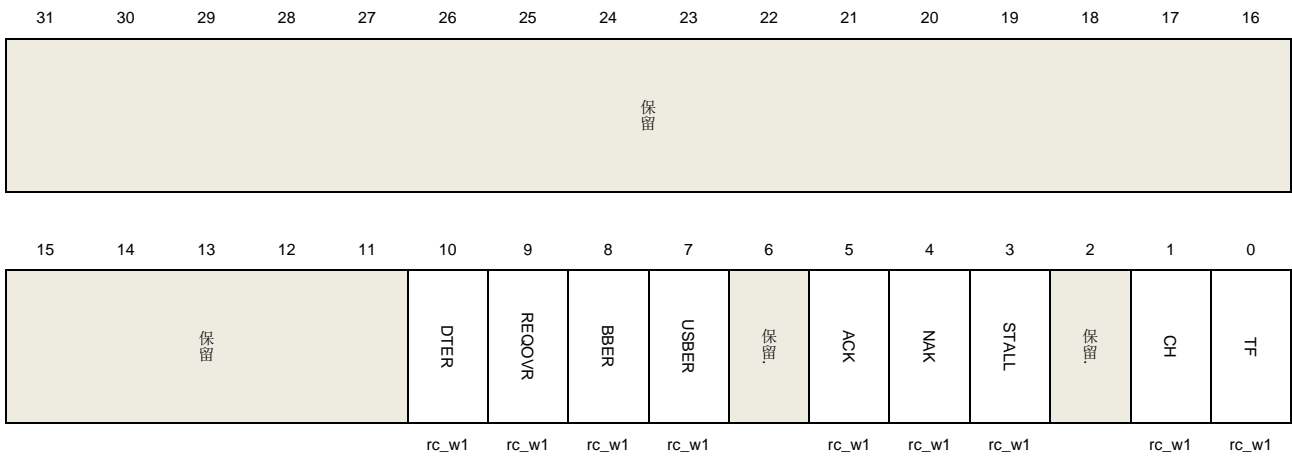 31 30 29 28 27 26 25 24 23 22 21 20 19 18 17 16
保留
15 14 13 12 11 10 9 8 7 6 5 4 3 2 1 0
保留 DTER REQOVR BBER USBER 保留. ACK NAK STALL 保留. CH TF
rc_w1 rc_w1 rc_w1 rc_w1 rc_w1 rc_w1 rc_w1 rc_w1 rc_w1